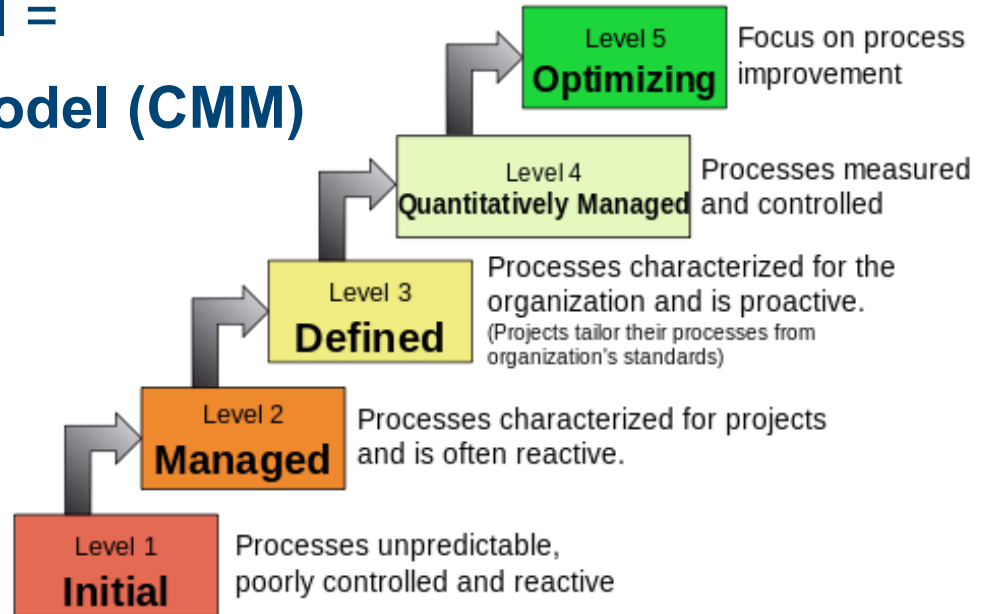 =
odel (CMM)
Level 5
Optimizing
Focus on process
improvement
Level 4
Quantitatively Managed
Processes measured
and controlled
Level 3
Defined
Processes characterized for the
organization and is proactive.
(Projects tailor their processes from
organization's standards)
Level 2
Managed
Processes characterized for projects
and is often reactive.
Level 1
Initial
Processes unpredictable,
poorly controlled and reactive